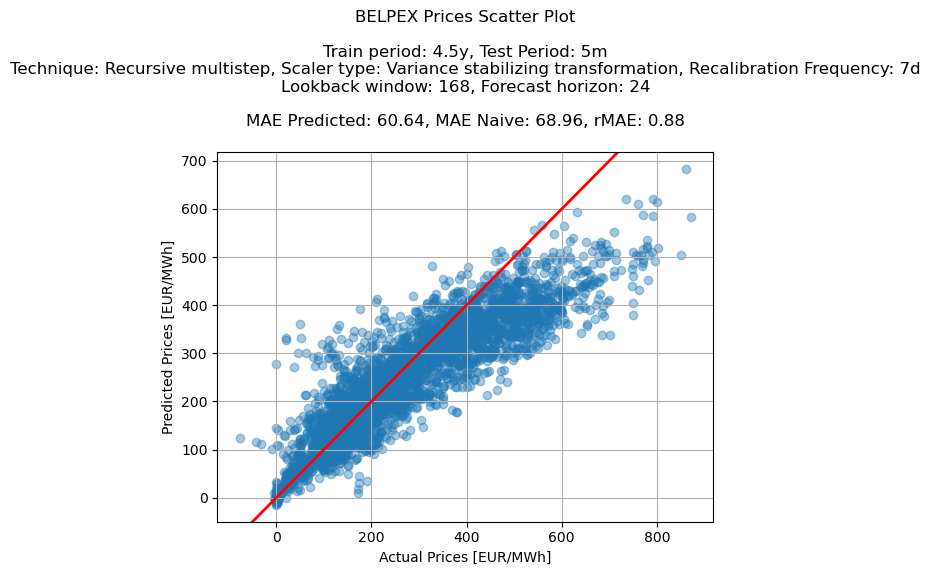 BELPEX Prices Scatter Plot
Train period: 4.5y, Test Period: 5m
Technique: Recursive multistep, Scaler type: Variance stabilizing transformation, Recalibration Frequency: 7d
Lookback window: 168, Forecast horizon: 24
MAE Predicted: 60.64, MAE Naive: 68.96, rMAE: 0.88
Predicted Prices [EUR/MWh]
700
600
500
400
300
200
100
0
0 200 400 600 800
Actual Prices [EUR/MWh]